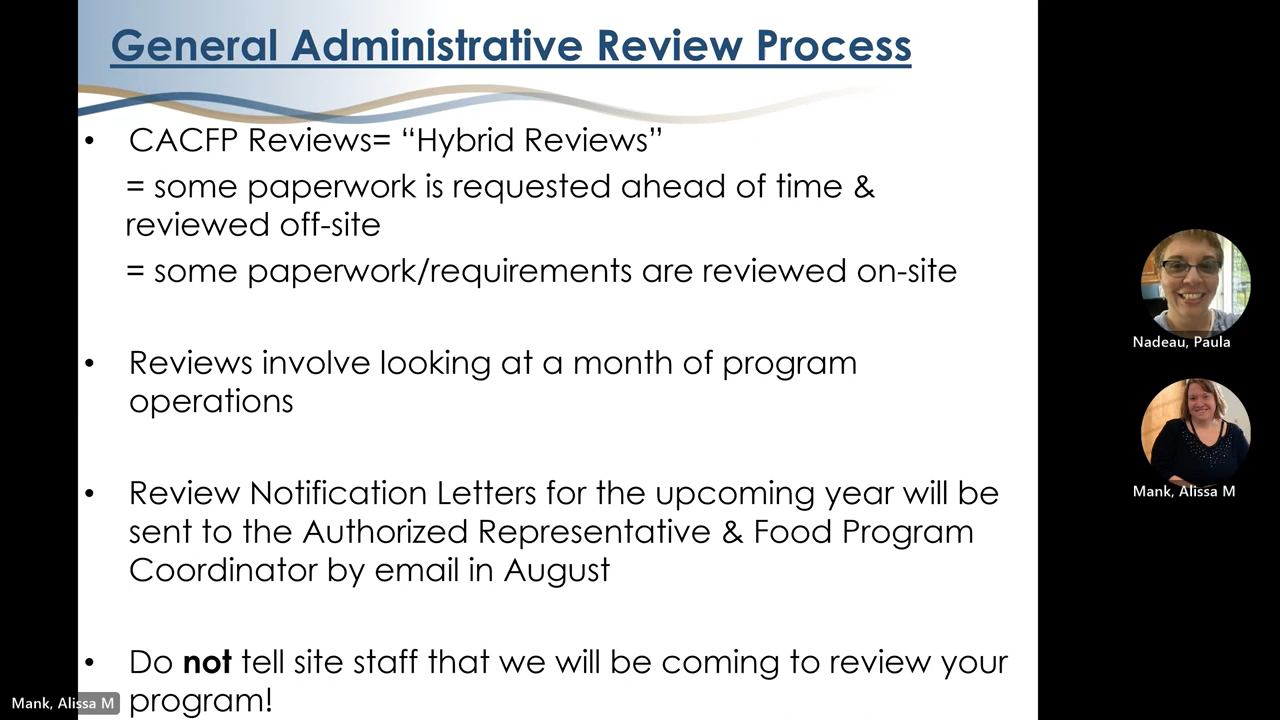 General Administrative Review Process
• CACFP Reviews= “Hybrid Reviews”
= some paperwork is requested ahead of time &
reviewed off-site
= some paperwork/requirements are reviewed on-site
• Reviews involve looking at a month of program
operations
• Review Notification Letters for the upcoming year will be
sent to the Authorized Representative & Food Program
Coordinator by email in August
• Do not tell site staff that we will be coming to review your
program!
Nadeau, Paula
Mank, Alissa M
Mank, Alissa M